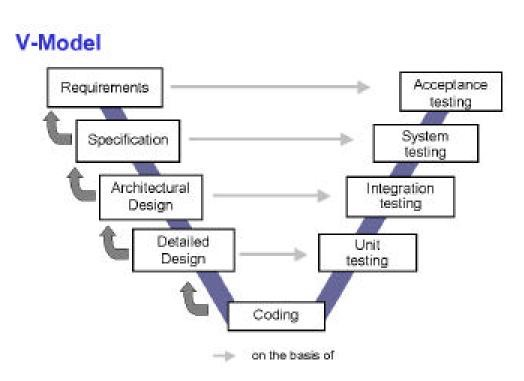 V-Model
Requirements
Acceptance
testing
Specification
System
testing
Architectural
Design
Integration
testing
Detailed
Design
Unit
testing
Coding
on the basis of